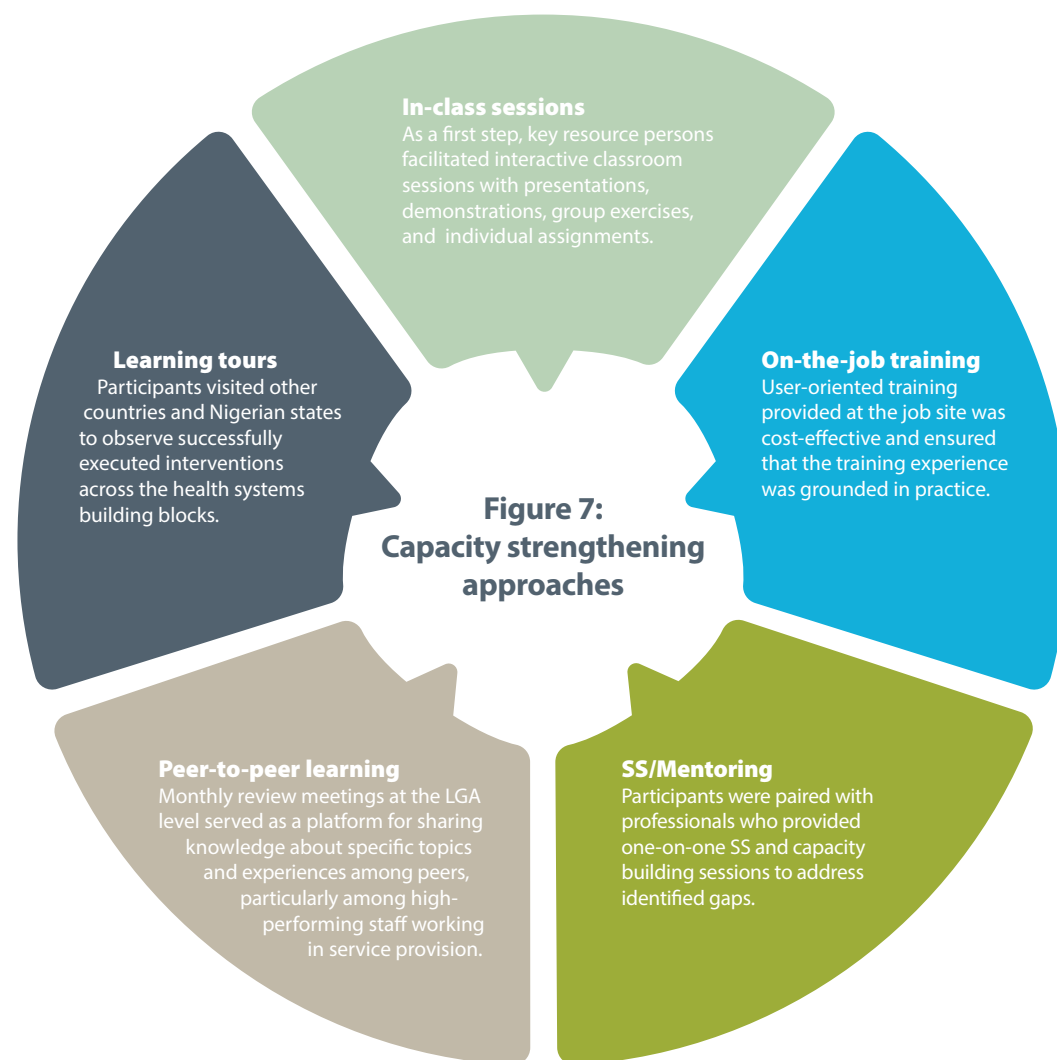 In-class sessions
As a first step, key resource persons
facilitated interactive classroom
sessions with presentations,
demonstrations, group exercises,
and individual assignments.
On-the-job training
User-oriented training
provided at the job site was
cost-effective and ensured
that the training experience
was grounded in practice.
SS/Mentoring
Participants were paired with
professionals who provided
one-on-one SS and capacity
building sessions to address
identified gaps.
Peer-to-peer learning
Monthly review meetings at the LGA
level served as a platform for sharing
knowledge about specific topics
and experiences among peers,
particularly among high-
performing staff working
in service provision.
Learning tours
Participants visited other
countries and Nigerian states
to observe successfully
executed interventions
across the health systems
building blocks.
Figure 7:
Capacity strengthening
approaches